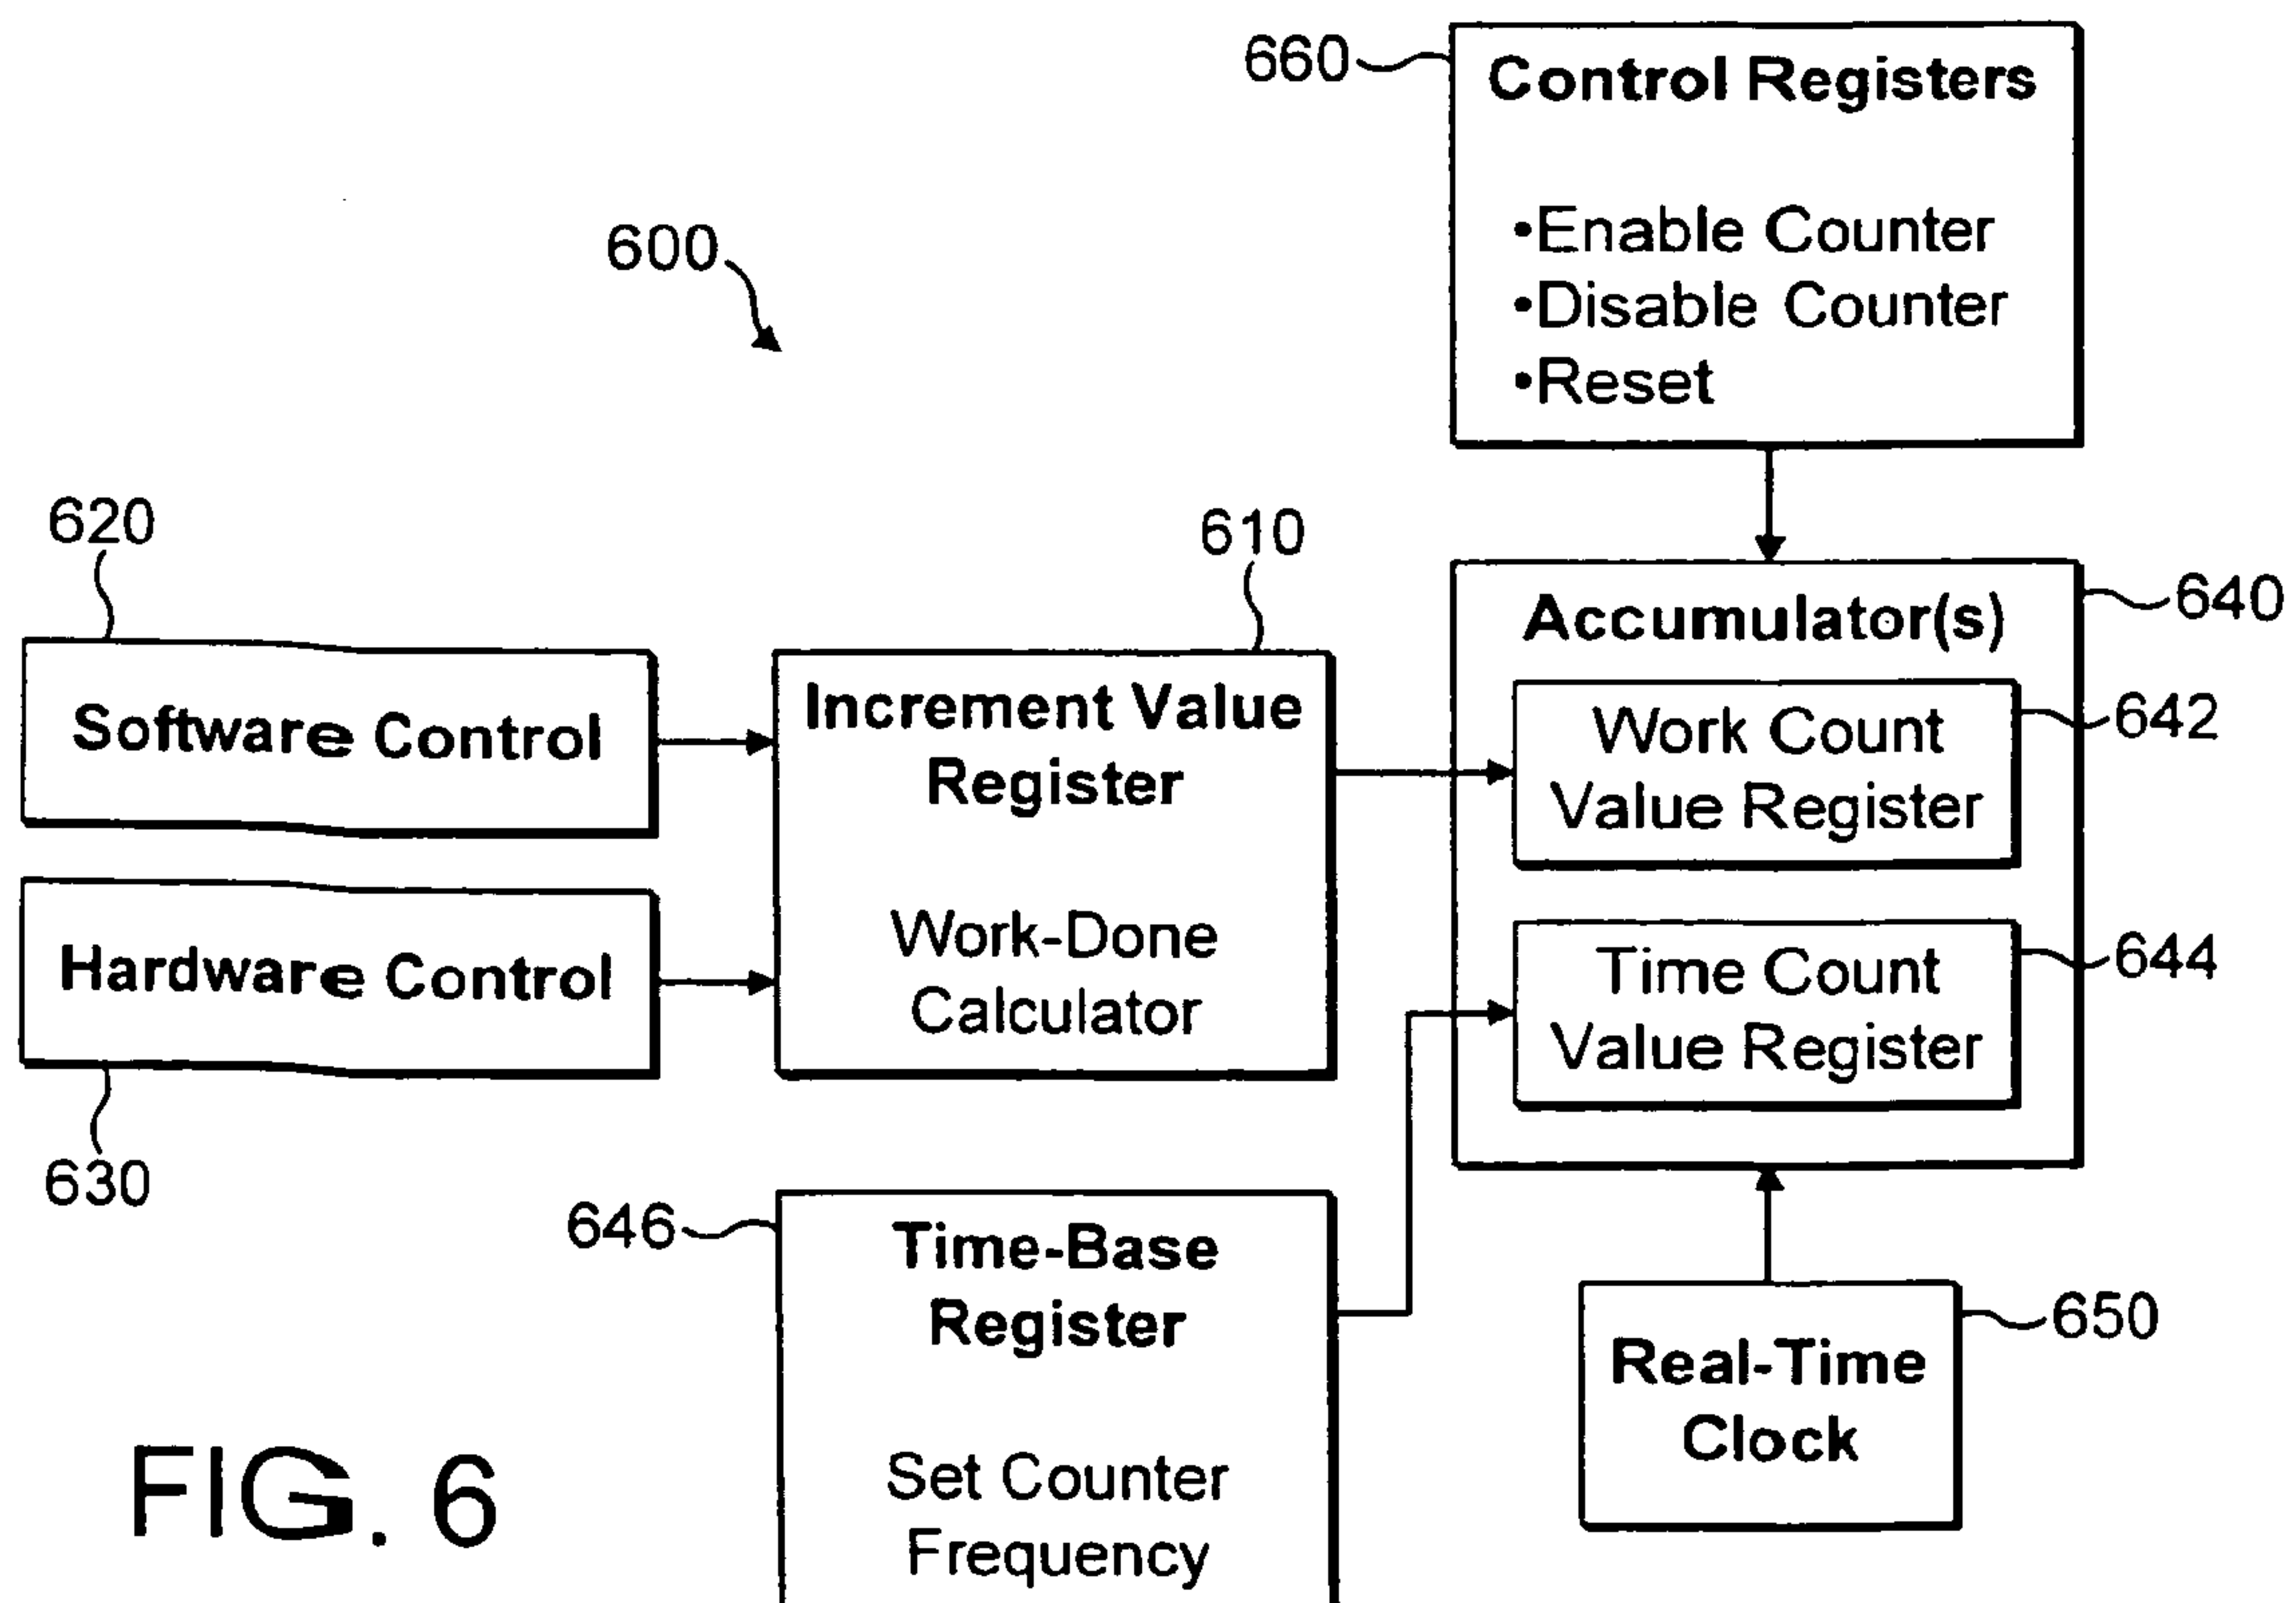 660
Control Registers
•Enable Counter
•Disable Counter
•Reset
600
620
610
Software Control
Increment Value
Register
Work-Done
Calculator
Hardware Control
630
Accumulator(s)
640
Work Count
Value Register
642
Time Count
Value Register
644
646
Time-Base
Register
Set Counter
Frequency
Real-Time
Clock
650
FIG. 6